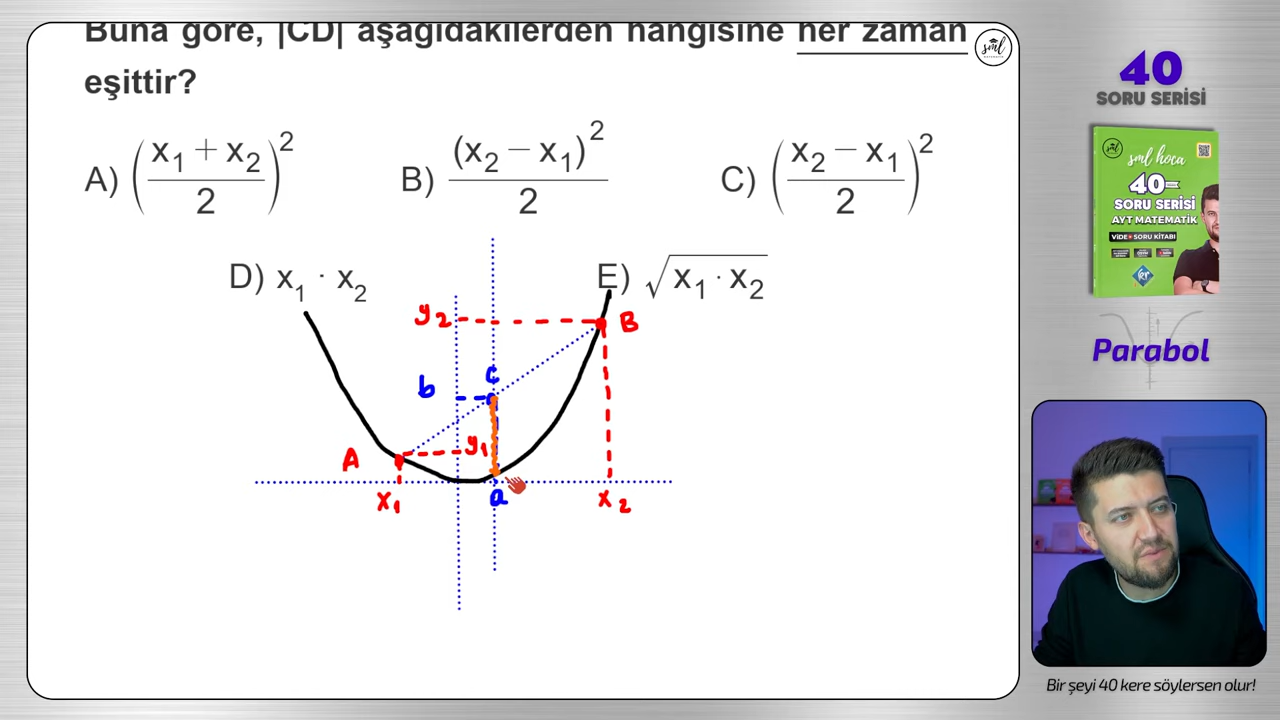 Buna göre, |CD| aşağıdakilerden hangisine her zaman
eşittir?
A) ((x₁ + x₂)/2)² B) (x₂ − x₁)²/2 C) ((x₂ − x₁)/2)²
D) x₁ · x₂ E) √(x₁ · x₂)
y₂ B
b C
A y₁
x₁ a x₂
sml
40
SORU SERİSİ
sml hoca
40
SORU SERİSİ
AYT MATEMATİK
VİDEO SORU KİTABI
Parabol
Bir şeyi 40 kere söylersen olur!